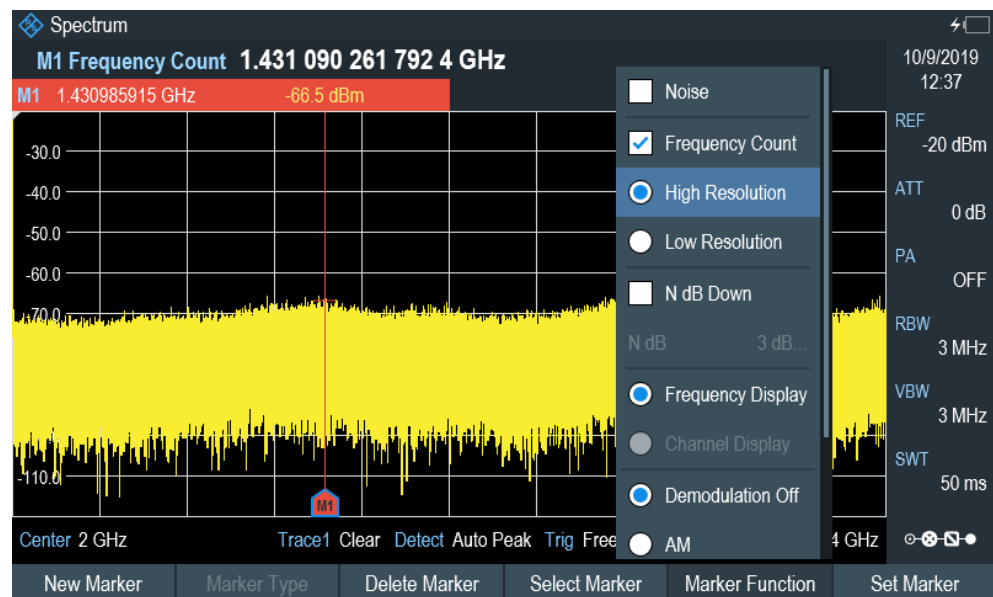 Spectrum
M1 Frequency Count 1.431 090 261 792 4 GHz
10/9/2019
12:37
M1 1.430985915 GHz -66.5 dBm
-30.0
-40.0
-50.0
-60.0
-70.0
-110.0
M1
Noise
Frequency Count
High Resolution
Low Resolution
N dB Down
N dB 3 dB...
Frequency Display
Channel Display
Demodulation Off
AM
REF
-20 dBm
ATT
0 dB
PA
OFF
RBW
3 MHz
VBW
3 MHz
SWT
50 ms
Center 2 GHz Trace1 Clear Detect Auto Peak Trig Free 4 GHz
New Marker Marker Type Delete Marker Select Marker Marker Function Set Marker